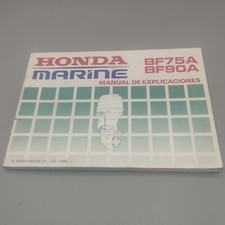 HONDA
MARINE
BF75A
BF90A
MANUAL DE EXPLICACIONES